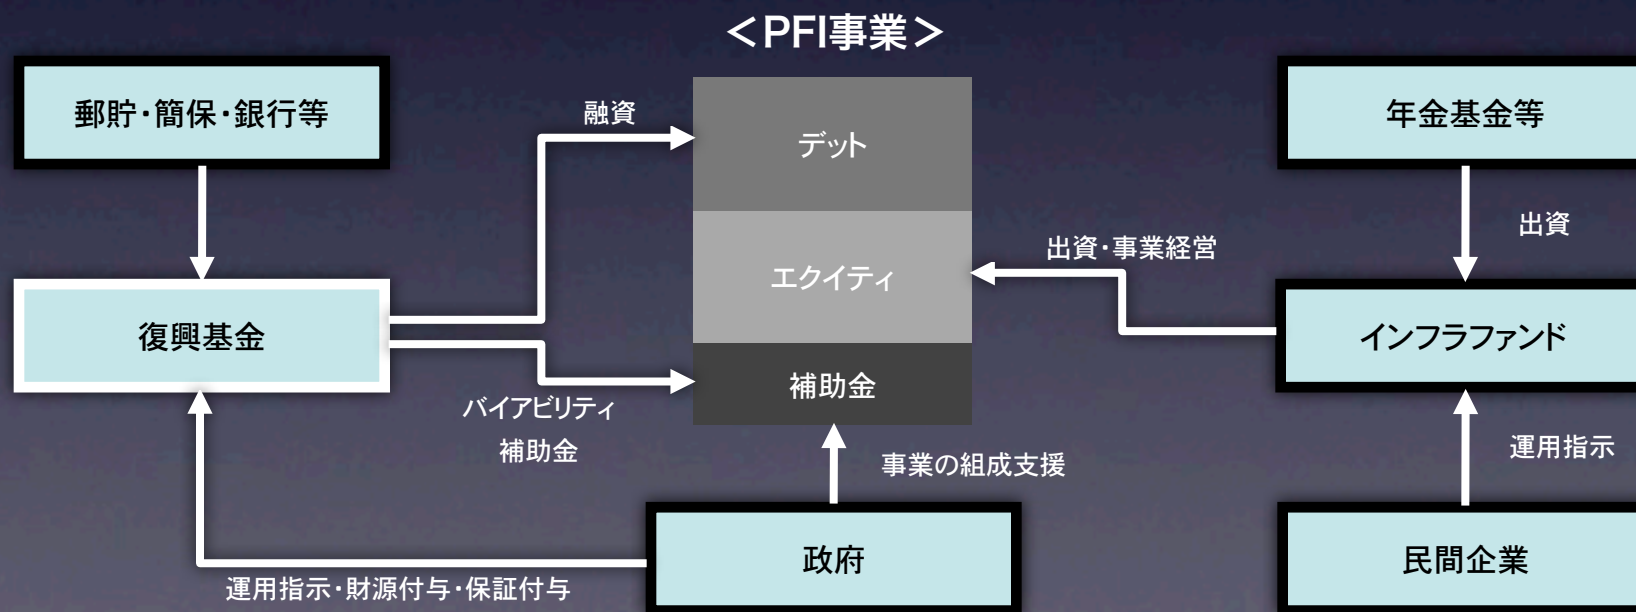 ＜PFI事業＞
郵貯・簡保・銀行等
融資
デット
年金基金等
出資
出資・事業経営
エクイティ
復興基金
インフラファンド
補助金
バイアビリティ
補助金
事業の組成支援
運用指示
政府
民間企業
運用指示・財源付与・保証付与